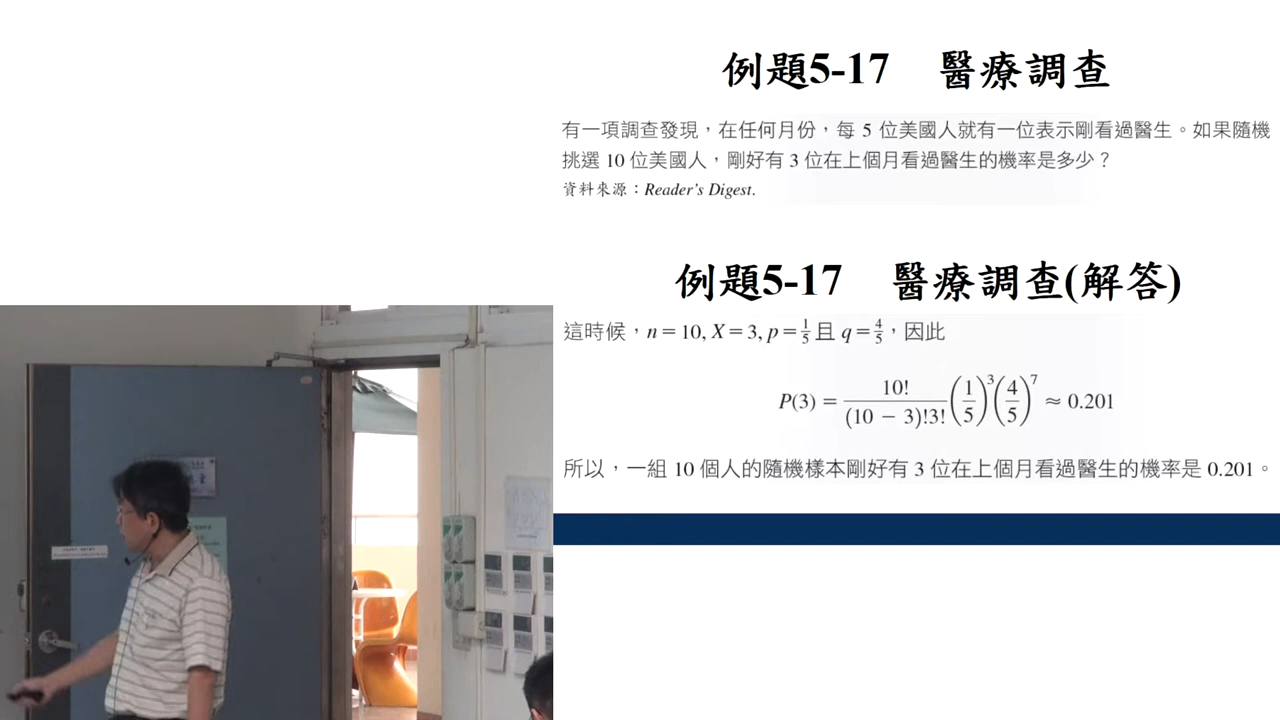 例題5-17 醫療調查
有一項調查發現,在任何月份,每 5 位美國人就有一位表示剛看過醫生。如果隨機
挑選 10 位美國人,剛好有 3 位在上個月看過醫生的機率是多少?
資料來源:Reader's Digest.
例題5-17 醫療調查(解答)
這時候,n = 10, X = 3, p = 1/5 且 q = 4/5,因此
P(3) = 10!/((10 − 3)!3!) (1/5)^3 (4/5)^7 ≈ 0.201
所以,一組 10 個人的隨機樣本剛好有 3 位在上個月看過醫生的機率是 0.201。